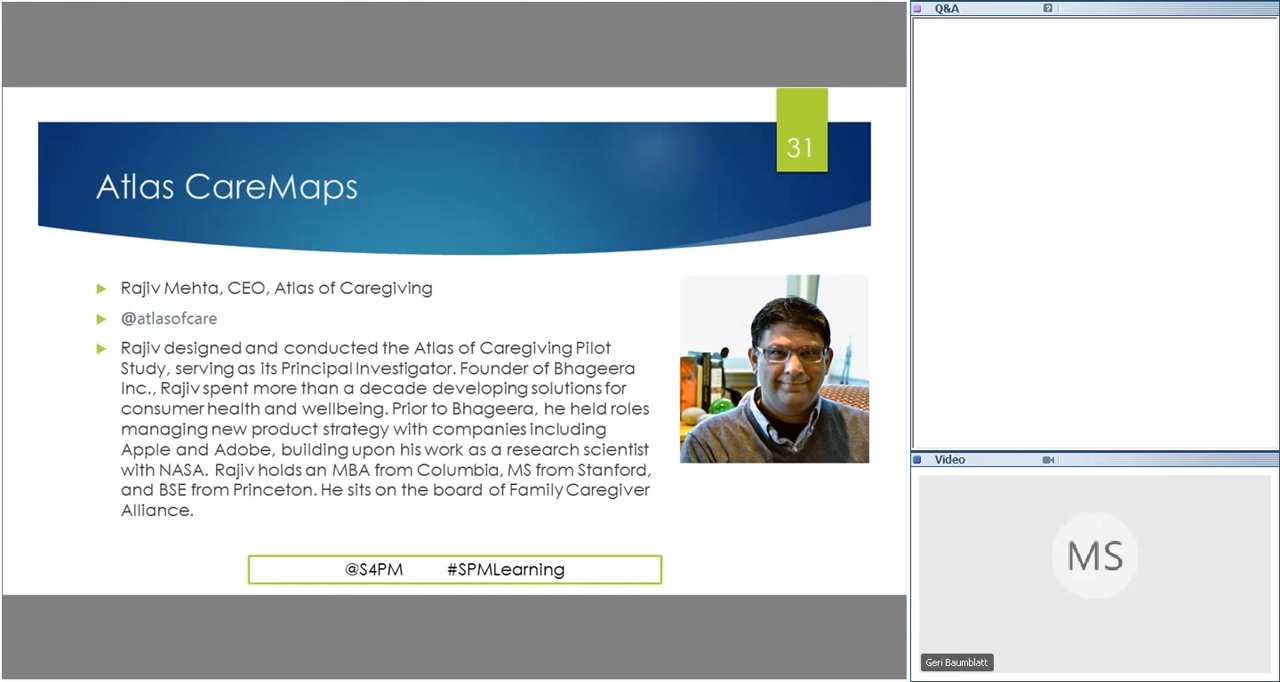 Q&A
31
Atlas CareMaps
Rajiv Mehta, CEO, Atlas of Caregiving
@atlasofcare
Rajiv designed and conducted the Atlas of Caregiving Pilot
Study, serving as its Principal Investigator. Founder of Bhageera
Inc., Rajiv spent more than a decade developing solutions for
consumer health and wellbeing. Prior to Bhageera, he held roles
managing new product strategy with companies including
Apple and Adobe, building upon his work as a research scientist
with NASA. Rajiv holds an MBA from Columbia, MS from Stanford,
and BSE from Princeton. He sits on the board of Family Caregiver
Alliance.
@S4PM #SPMLearning
Video
MS
Geri Baumblatt